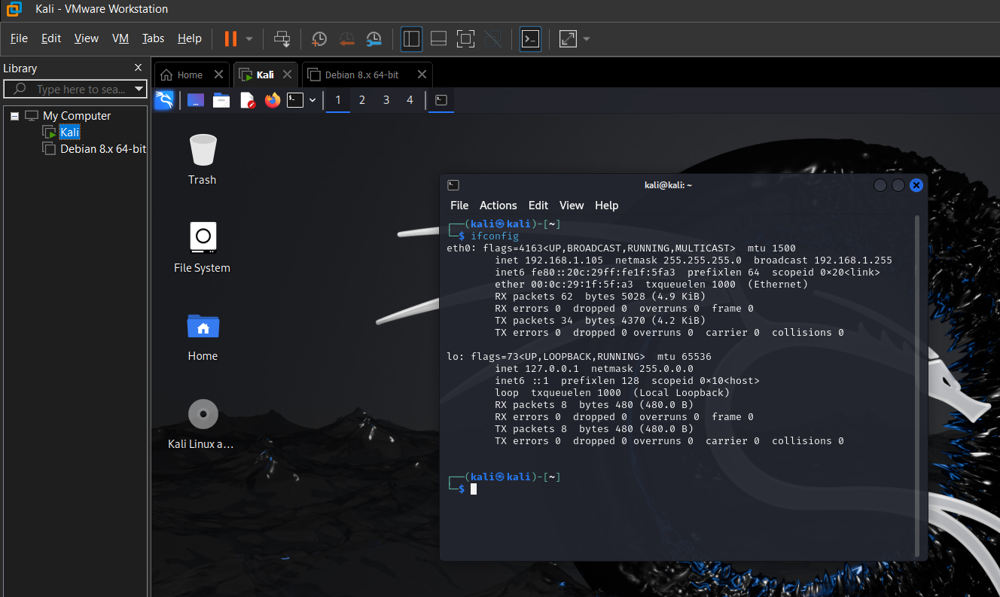 Kali - VMware Workstation
File Edit View VM Tabs Help
Library
Type here to sea...
My Computer
Kali
Debian 8.x 64-bit
Home
Kali
Debian 8.x 64-bit
1 2 3 4
Trash
File System
Home
Kali Linux a...
kali@kali: ~
File Actions Edit View Help
┌──(kali㉿kali)-[~]
└─$ ifconfig
eth0: flags=4163<UP,BROADCAST,RUNNING,MULTICAST>  mtu 1500
        inet 192.168.1.105  netmask 255.255.255.0  broadcast 192.168.1.255
        inet6 fe80::20c:29ff:fe1f:5fa3  prefixlen 64  scopeid 0×20<link>
        ether 00:0c:29:1f:5f:a3  txqueuelen 1000  (Ethernet)
        RX packets 62  bytes 5028 (4.9 KiB)
        RX errors 0  dropped 0  overruns 0  frame 0
        TX packets 34  bytes 4370 (4.2 KiB)
        TX errors 0  dropped 0 overruns 0  carrier 0  collisions 0
lo: flags=73<UP,LOOPBACK,RUNNING>  mtu 65536
        inet 127.0.0.1  netmask 255.0.0.0
        inet6 ::1  prefixlen 128  scopeid 0×10<host>
        loop  txqueuelen 1000  (Local Loopback)
        RX packets 8  bytes 480 (480.0 B)
        RX errors 0  dropped 0  overruns 0  frame 0
        TX packets 8  bytes 480 (480.0 B)
        TX errors 0  dropped 0 overruns 0  carrier 0  collisions 0
┌──(kali㉿kali)-[~]
└─$